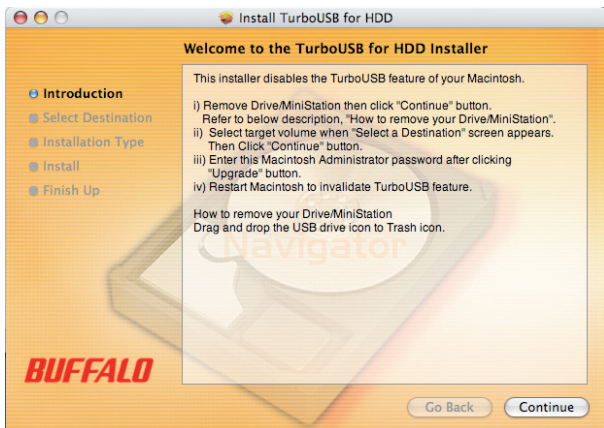 Install TurboUSB for HDD
Welcome to the TurboUSB for HDD Installer
Introduction
Select Destination
Installation Type
Install
Finish Up
This installer disables the TurboUSB feature of your Macintosh.
i) Remove Drive/MiniStation then click "Continue" button.
Refer to below description, "How to remove your Drive/MiniStation".
ii) Select target volume when "Select a Destination" screen appears.
Then Click "Continue" button.
iii) Enter this Macintosh Administrator password after clicking
"Upgrade" button.
iv) Restart Macintosh to invalidate TurboUSB feature.
How to remove your Drive/MiniStation
Drag and drop the USB drive icon to Trash icon.
Navigator
BUFFALO
Go Back
Continue